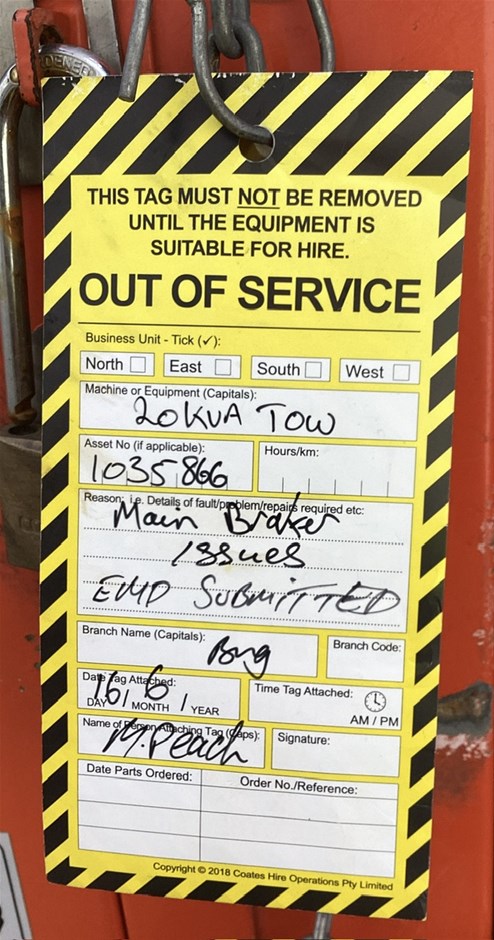 THIS TAG MUST NOT BE REMOVED
UNTIL THE EQUIPMENT IS
SUITABLE FOR HIRE.
OUT OF SERVICE
Business Unit - Tick (✓):
North East South West
Machine or Equipment (Capitals):
20KVA TOW
Asset No (if applicable):
1035866
Hours/km:
Reason: i.e. Details of fault/problem/repairs required etc:
Main Braker
Issues
SUBMITTED
Branch Name (Capitals):
Branch Code:
Date Tag Attached:
16, 6
DAY / MONTH / YEAR
Time Tag Attached:
AM / PM
Name of Person Attaching Tag (Caps):
M.Peach
Signature:
Date Parts Ordered:
Order No./Reference:
Copyright © 2018 Coates Hire Operations Pty Limited